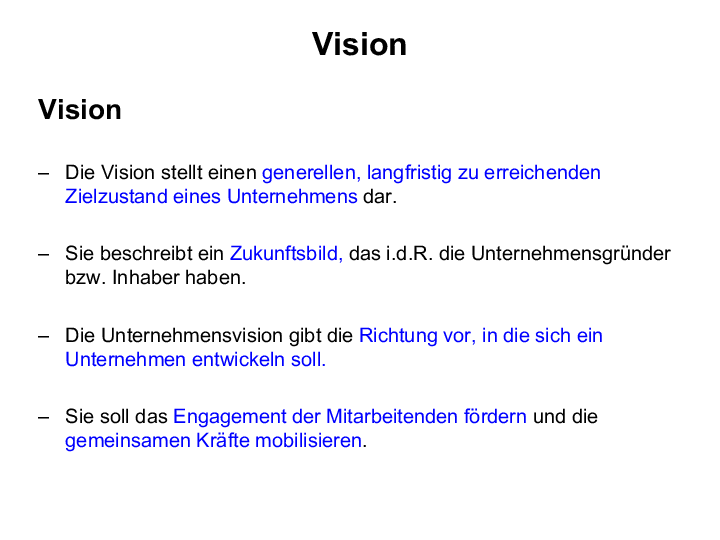 Vision
Vision
– Die Vision stellt einen generellen, langfristig zu erreichenden
Zielzustand eines Unternehmens dar.
– Sie beschreibt ein Zukunftsbild, das i.d.R. die Unternehmensgründer
bzw. Inhaber haben.
– Die Unternehmensvision gibt die Richtung vor, in die sich ein
Unternehmen entwickeln soll.
– Sie soll das Engagement der Mitarbeitenden fördern und die
gemeinsamen Kräfte mobilisieren.